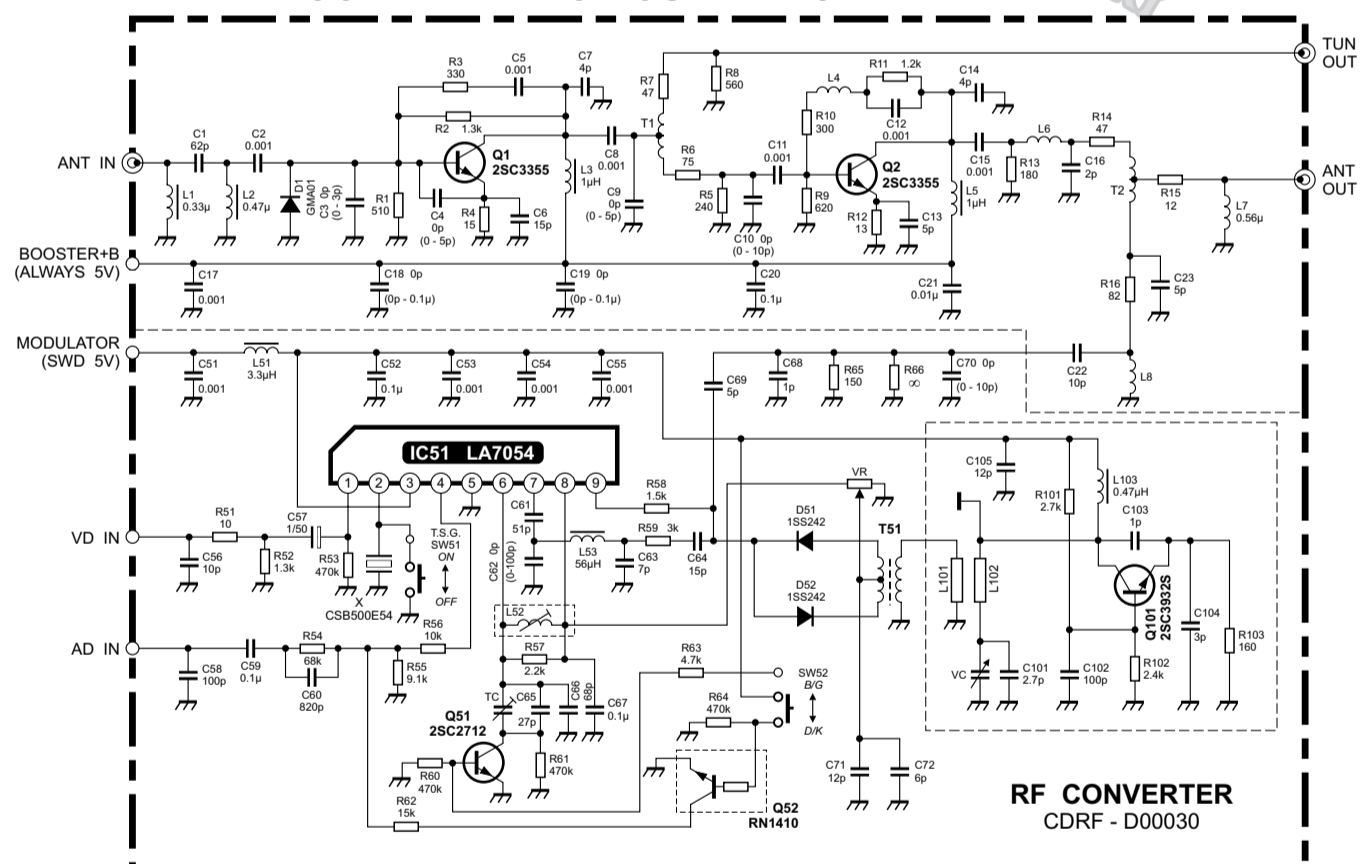 TUN
OUT
R3
330
C5
0.001
C7
4p
R7
47
R8
560
R11 1.2k
C14
4p
L4
R2 1.3k
T1
R10
300
C12
0.001
R14
47
C1
62p
C2
0.001
Q1
2SC3355
C8
0.001
L6
ANT IN
R6
75
C11
0.001
Q2
2SC3355
C15
0.001
R13
180
C16
2p
T2
ANT
OUT
L1
0.33µ
L2
0.47µ
D1
GMA01
C3 0p
(0 - 3p)
R1
510
C4
0p
(0 - 5p)
R4
15
C6
15p
L3
1µH
C9
0p
(0 - 5p)
R5
240
C10 0p
(0 - 10p)
R9
620
R12
13
C13
5p
L5
1µH
R15
12
L7
0.56µ
BOOSTER+B
(ALWAYS 5V)
C17
0.001
C18 0p
(0p - 0.1µ)
C19 0p
(0p - 0.1µ)
C20
0.1µ
C21
0.01µ
R16
82
C23
5p
MODULATOR
(SWD 5V)
C51
0.001
L51
3.3µH
C52
0.1µ
C53
0.001
C54
0.001
C55
0.001
C69
5p
C68
1p
R65
150
R66
∞
C70 0p
(0 - 10p)
C22
10p
L8
IC51 LA7054
1 2 3 4 5 6 7 8 9
R58
1.5k
VR
C105
12p
R101
2.7k
L103
0.47µH
C103
1p
VD IN
R51
10
C57
1/50
C56
10p
R52
1.3k
R53
470k
T.S.G.
SW51
ON
OFF
X
CSB500E54
C61
51p
C62 0p
(0-100p)
L53
56µH
R59 3k
C63
7p
C64
15p
D51
1SS242
D52
1SS242
T51
L101
L102
Q101
2SC3932S
C104
3p
R103
160
AD IN
C58
100p
C59
0.1µ
R54
68k
C60
820p
R56
10k
R55
9.1k
L52
R57
2.2k
TC
C65
27p
C66
68p
C67
0.1µ
R63
4.7k
SW52
B/G
D/K
R64
470k
VC
C101
2.7p
C102
100p
R102
2.4k
Q51
2SC2712
R60
470k
R61
470k
R62
15k
Q52
RN1410
C71
12p
C72
6p
RF CONVERTER
CDRF - D00030